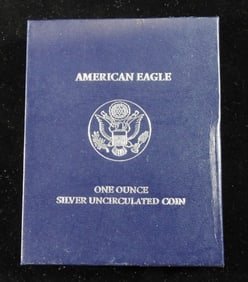 AMERICAN EAGLE
ONE OUNCE
SILVER UNCIRCULATED COIN